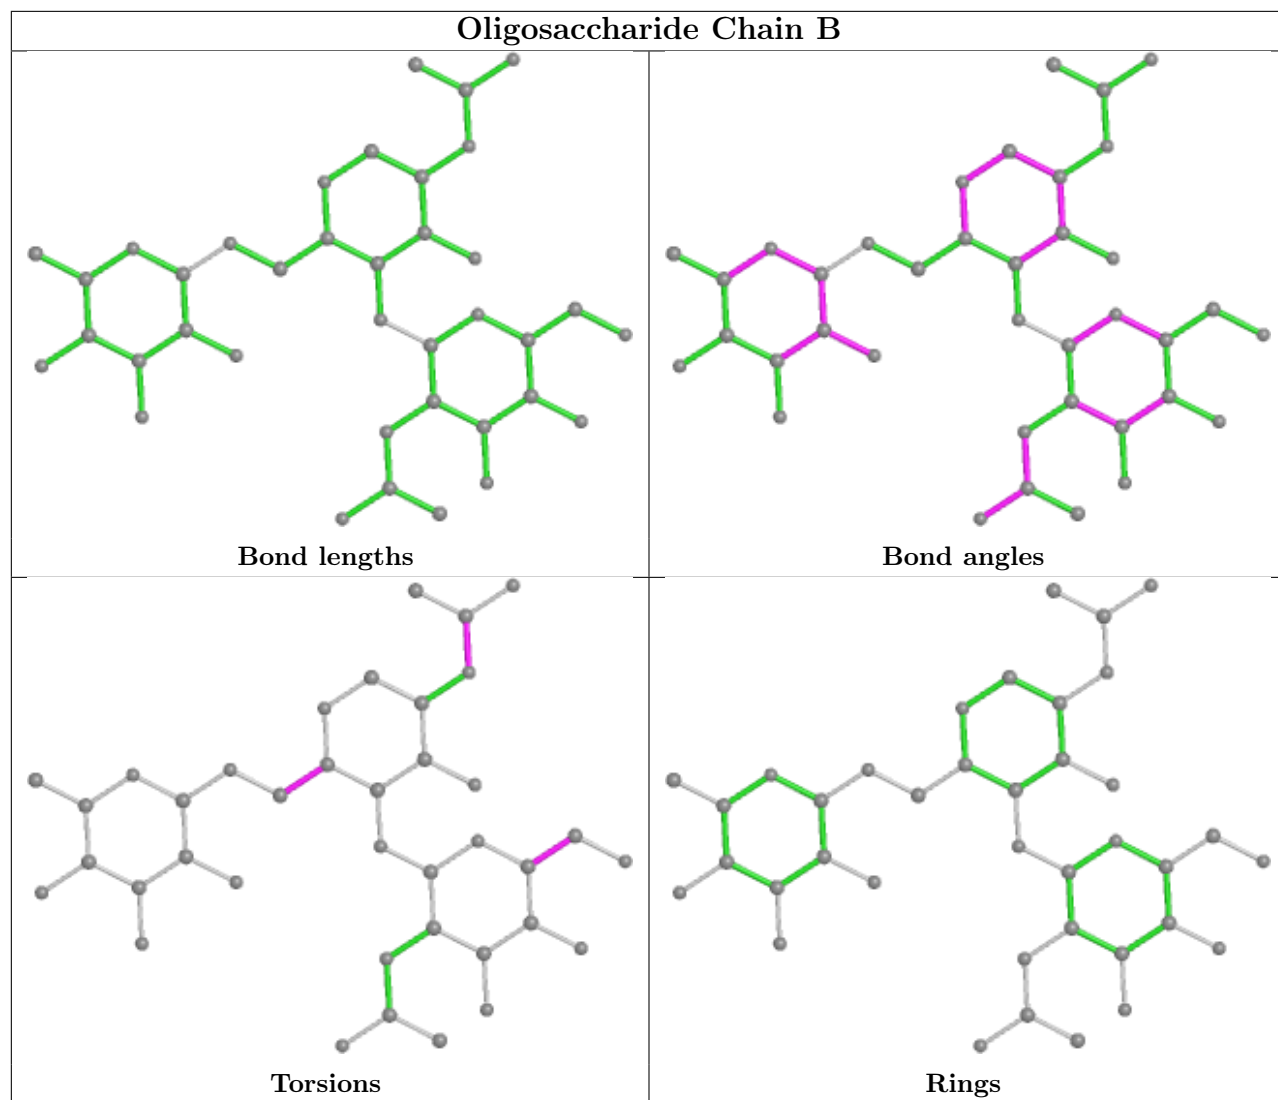 Oligosaccharide Chain B
Bond lengths
Bond angles
Torsions
Rings